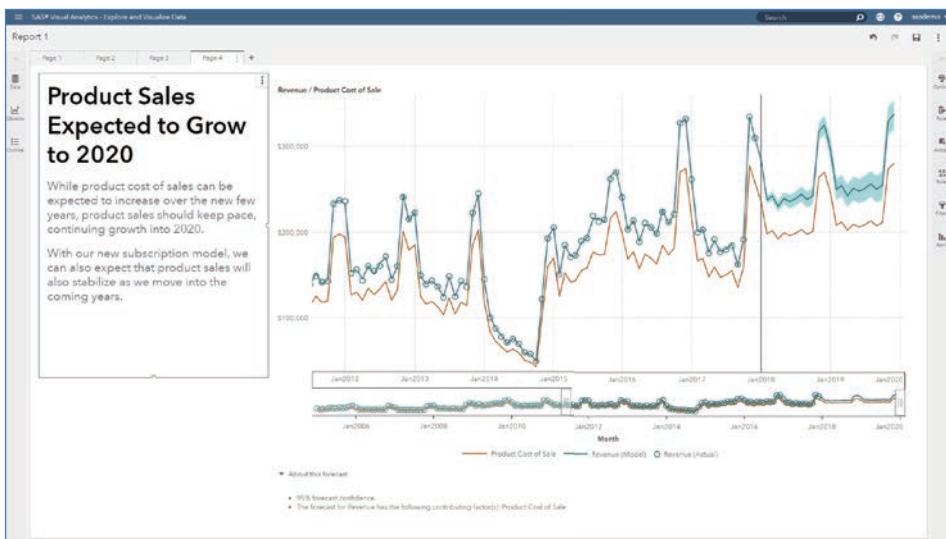 SAS® Visual Analytics - Explore and Visualize Data
Search
Report 1
Page 1
Page 2
Page 3
Page 4
Data
Objects
Outline
Product Sales
Expected to Grow
to 2020
While product cost of sales can be
expected to increase over the new few
years, product sales should keep pace,
continuing growth into 2020.
With our new subscription model, we
can also expect that product sales will
also stabilize as we move into the
coming years.
Revenue / Product Cost of Sale
$300,000
$200,000
$100,000
Jan2012 Jan2013 Jan2014 Jan2015 Jan2016 Jan2017 Jan2018 Jan2019 Jan2020
Jan2006 Jan2008 Jan2010 Jan2012 Jan2014 Jan2016 Jan2018 Jan2020
Month
Product Cost of Sale Revenue (Model) Revenue (Actual)
About this forecast
95% forecast confidence.
The forecast for Revenue has the following contributing factor(s): Product Cost of Sale